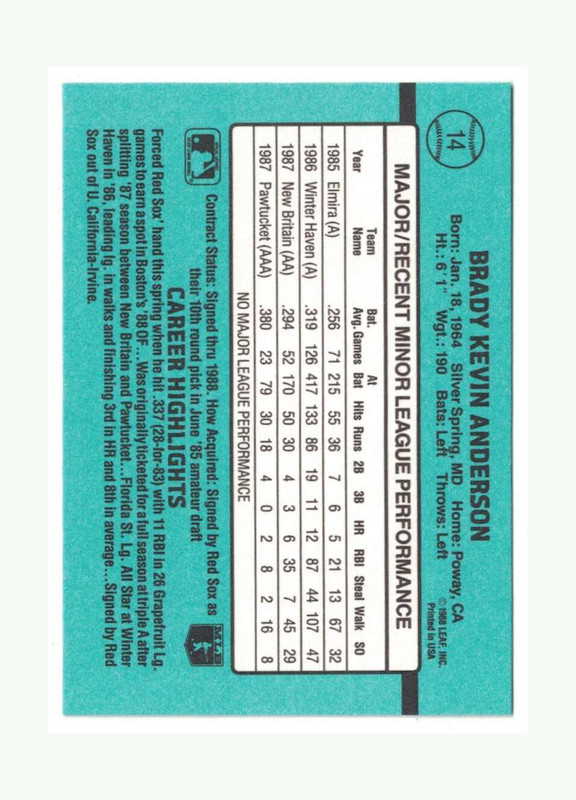 14
BRADY KEVIN ANDERSON
Born: Jan. 18, 1964 Silver Spring, MD Home: Poway, CA
Ht.: 6'1" Wgt.: 190 Bats: Left Throws: Left
©1988 LEAF, INC.
Printed in USA
MAJOR/RECENT MINOR LEAGUE PERFORMANCE
Year Team Name Bat. Avg. Games At Bat Hits Runs 2B 3B HR RBI Steal Walk SO
1985 Elmira (A) .256 71 215 55 36 7 6 5 21 13 67 32
1986 Winter Haven (A) .319 126 417 133 86 19 11 12 87 44 107 47
1987 New Britain (AA) .294 52 170 50 30 4 3 6 35 7 45 29
1987 Pawtucket (AAA) .380 23 79 30 18 4 0 2 8 2 16 8
NO MAJOR LEAGUE PERFORMANCE
Contract Status: Signed thru 1988. How Acquired: Signed by Red Sox as
their 10th round pick in June '85 amateur draft
MLB
CAREER HIGHLIGHTS
Forced Red Sox' hand this spring when he hit .337 (28-for-83) with 11 RBI in 26 Grapefruit Lg.
games to earn a spot in Boston's '88 OF ... Was originally ticketed for a full season at triple A after
splitting '87 season between New Britain and Pawtucket...Florida St. Lg. All Star at Winter
Haven in '86, leading lg. in walks and finishing 3rd in HR and 8th in average...Signed by Red
Sox out of U. California-Irvine.